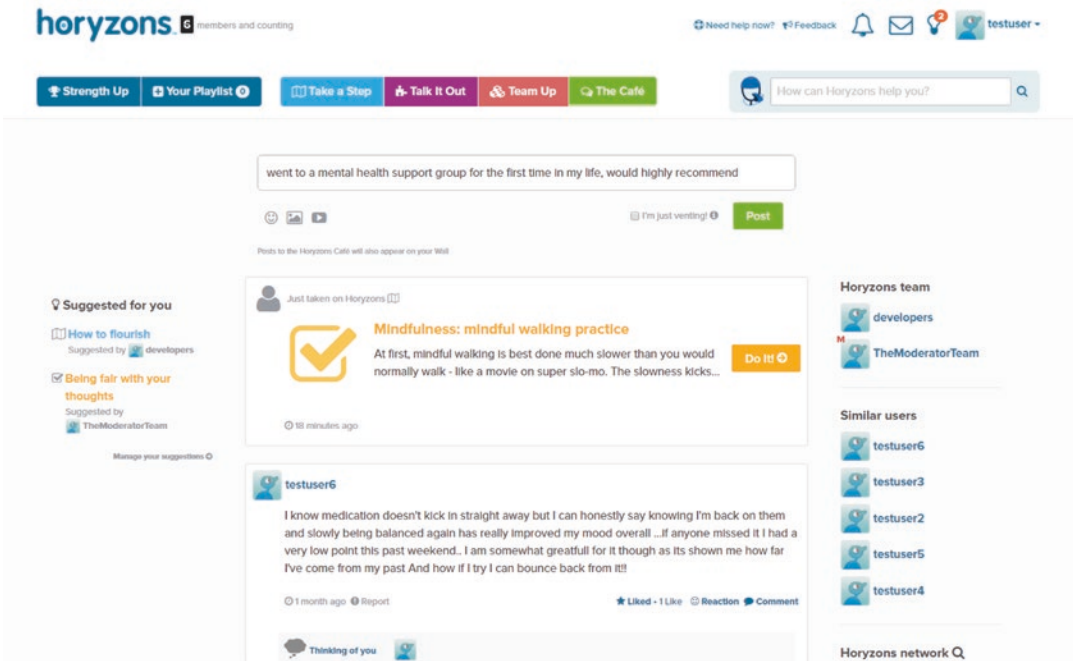 horyzons. 6 members and counting
Need help now? Feedback 2 testuser
Strength Up Your Playlist 0 Take a Step Talk It Out Team Up The Café
How can Horyzons help you?
went to a mental health support group for the first time in my life, would highly recommend
I'm just venting! Post
Posts to the Horyzons Café will also appear on your Wall
Suggested for you
How to flourish
Suggested by developers
Being fair with your
thoughts
Suggested by
TheModeratorTeam
Manage your suggestions
Just taken on Horyzons
Mindfulness: mindful walking practice
At first, mindful walking is best done much slower than you would
normally walk - like a movie on super slo-mo. The slowness kicks...
Do It!
18 minutes ago
testuser6
I know medication doesn't kick in straight away but I can honestly say knowing I'm back on them
and slowly being balanced again has really improved my mood overall ...if anyone missed it I had a
very low point this past weekend.. I am somewhat greatfull for it though as its shown me how far
I've come from my past And how if I try I can bounce back from it!!
1 month ago Report
Liked - 1 Like Reaction Comment
Thinking of you
Horyzons team
developers
M
TheModeratorTeam
Similar users
testuser6
testuser3
testuser2
testuser5
testuser4
Horyzons network